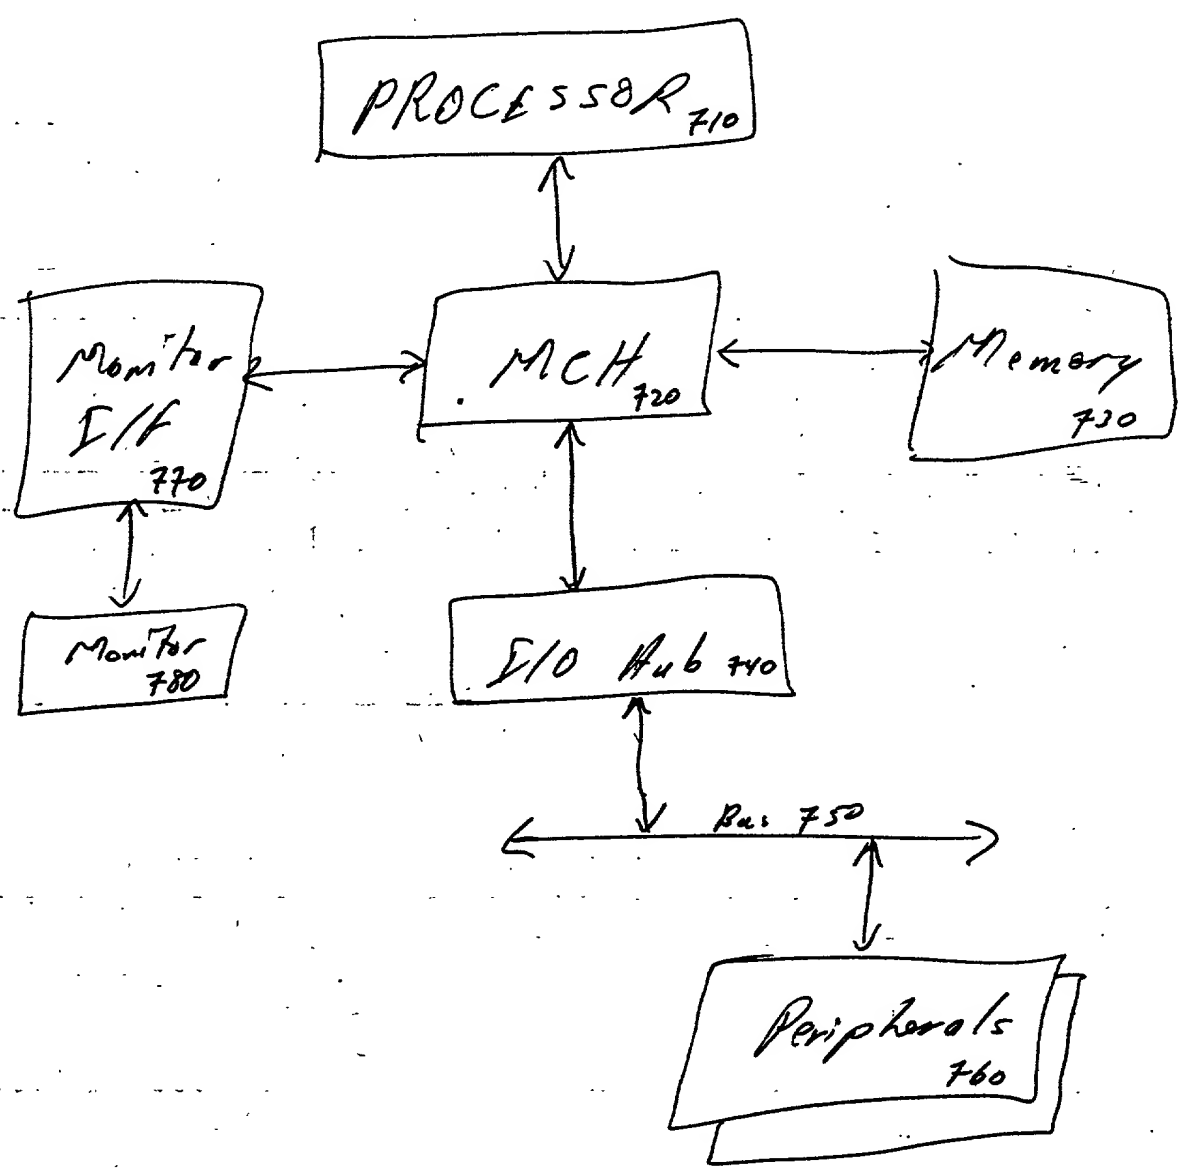 PROCESSOR
710
Monitor
I/F
770
MCH
720
Memory
730
Monitor
780
I/O Hub 740
Bus 750
Peripherals
760